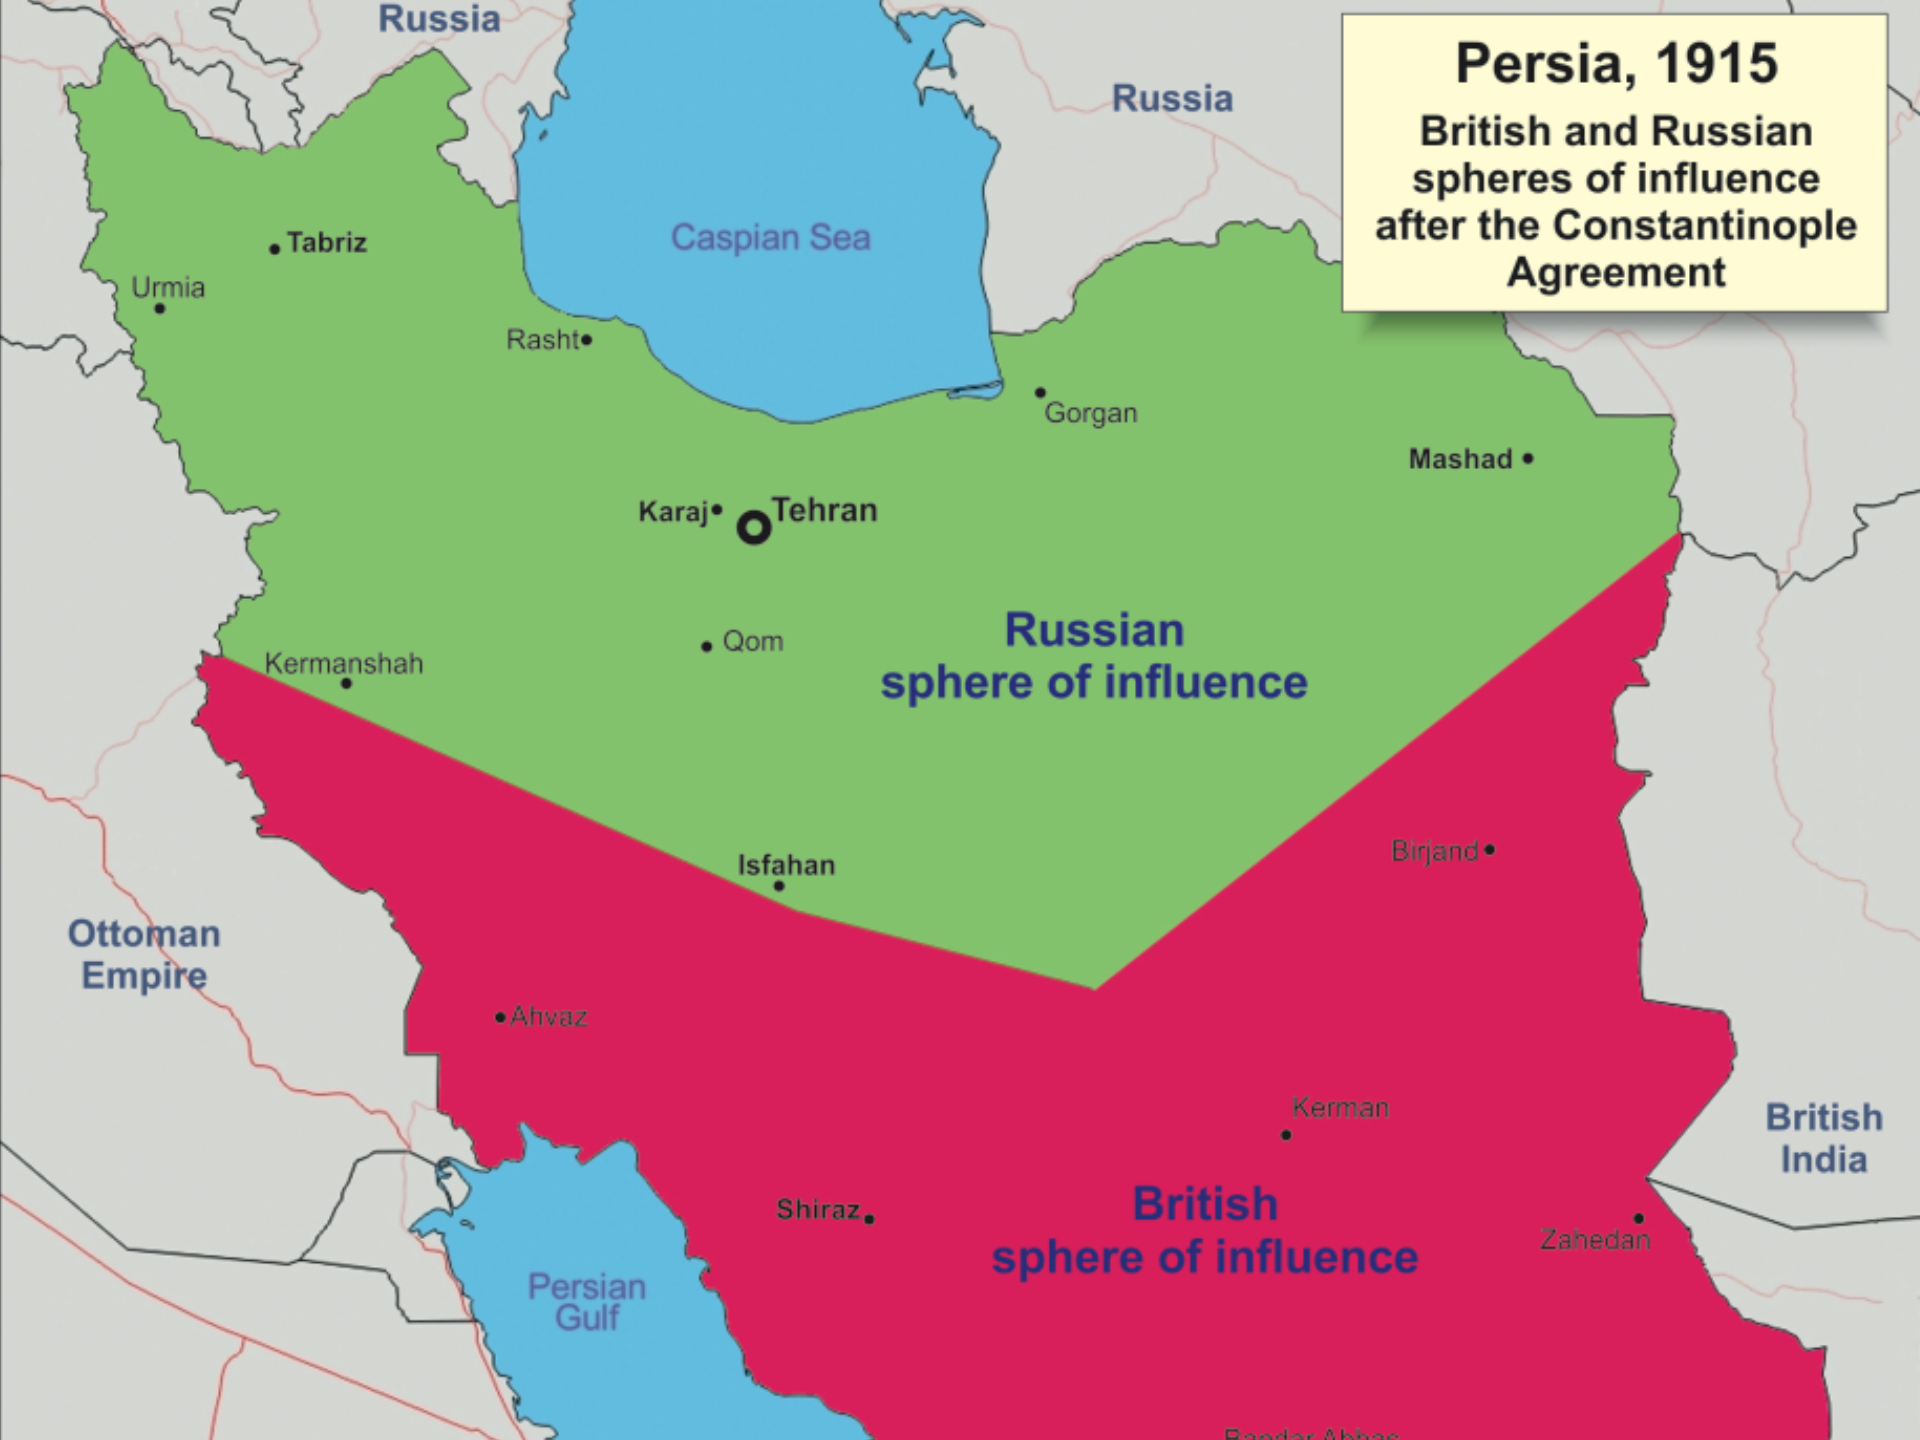 Russia
Persia, 1915
British and Russian
spheres of influence
after the Constantinople
Agreement
Russia
Caspian Sea
Tabriz
Urmia
Rasht
Gorgan
Mashad
Karaj
Tehran
Russian
sphere of influence
Qom
Kermanshah
Isfahan
Birjand
Ottoman
Empire
Ahvaz
Kerman
British
India
Shiraz
British
sphere of influence
Zahedan
Persian
Gulf
Bandar Abbas